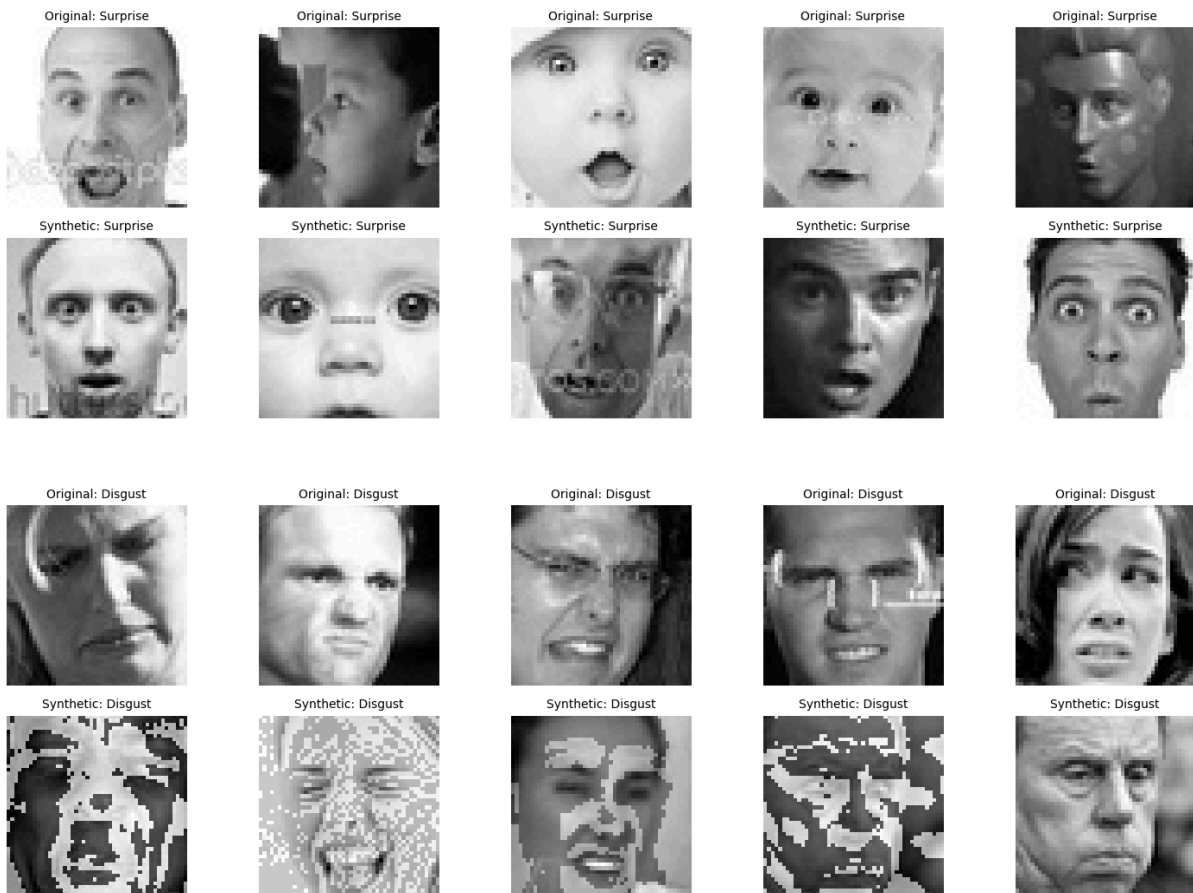 Original: Surprise Original: Surprise Original: Surprise Original: Surprise Original: Surprise
Synthetic: Surprise Synthetic: Surprise Synthetic: Surprise Synthetic: Surprise Synthetic: Surprise
Original: Disgust Original: Disgust Original: Disgust Original: Disgust Original: Disgust
Synthetic: Disgust Synthetic: Disgust Synthetic: Disgust Synthetic: Disgust Synthetic: Disgust